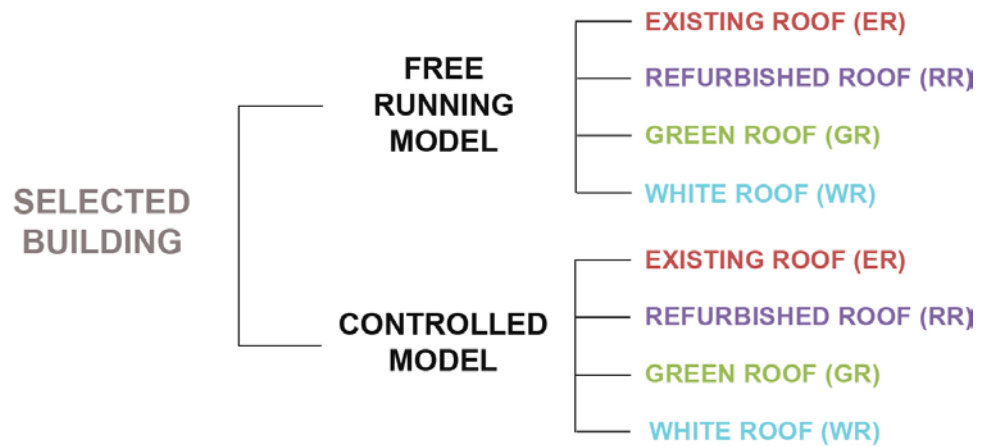 SELECTED
BUILDING
FREE
RUNNING
MODEL
EXISTING ROOF (ER)
REFURBISHED ROOF (RR)
GREEN ROOF (GR)
WHITE ROOF (WR)
CONTROLLED
MODEL
EXISTING ROOF (ER)
REFURBISHED ROOF (RR)
GREEN ROOF (GR)
WHITE ROOF (WR)